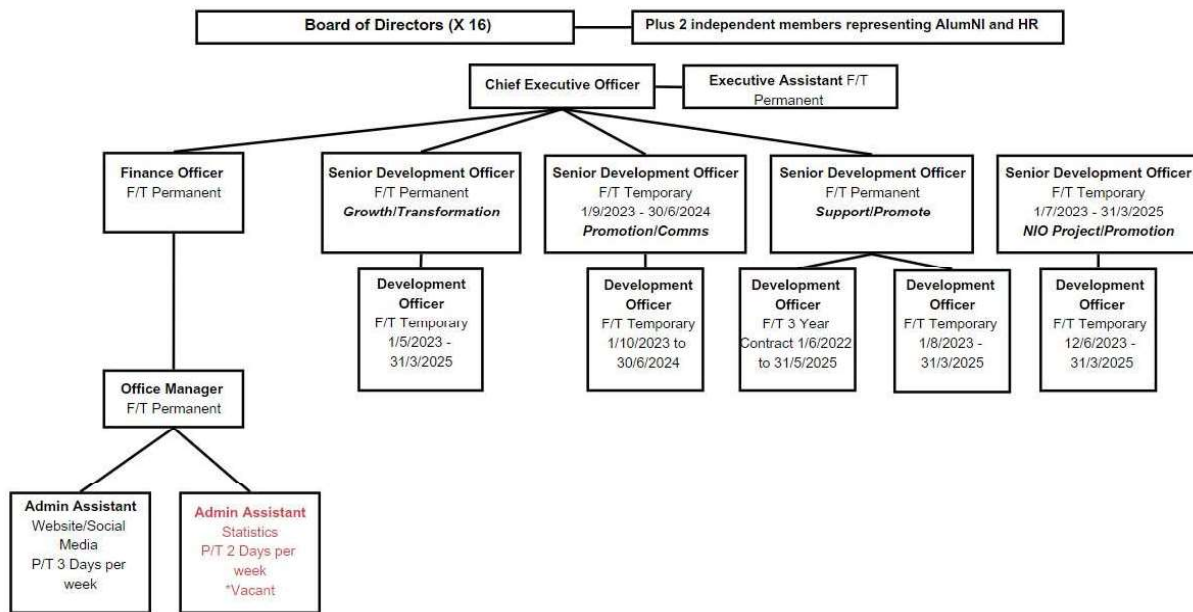 Board of Directors (X 16)
Plus 2 independent members representing AlumNI and HR
Chief Executive Officer
Executive Assistant F/T
Permanent
Finance Officer
F/T Permanent
Senior Development Officer
F/T Permanent
Growth/Transformation
Senior Development Officer
F/T Temporary
1/9/2023 - 30/6/2024
Promotion/Comms
Senior Development Officer
F/T Permanent
Support/Promote
Senior Development Officer
F/T Temporary
1/7/2023 - 31/3/2025
NIO Project/Promotion
Development
Officer
F/T Temporary
1/5/2023 -
31/3/2025
Development
Officer
F/T Temporary
1/10/2023 to
30/6/2024
Development
Officer
F/T 3 Year
Contract 1/6/2022
to 31/5/2025
Development
Officer
F/T Temporary
1/8/2023 -
31/3/2025
Development
Officer
F/T Temporary
12/6/2023 -
31/3/2025
Office Manager
F/T Permanent
Admin Assistant
Website/Social
Media
P/T 3 Days per
week
Admin Assistant
Statistics
P/T 2 Days per
week
*Vacant